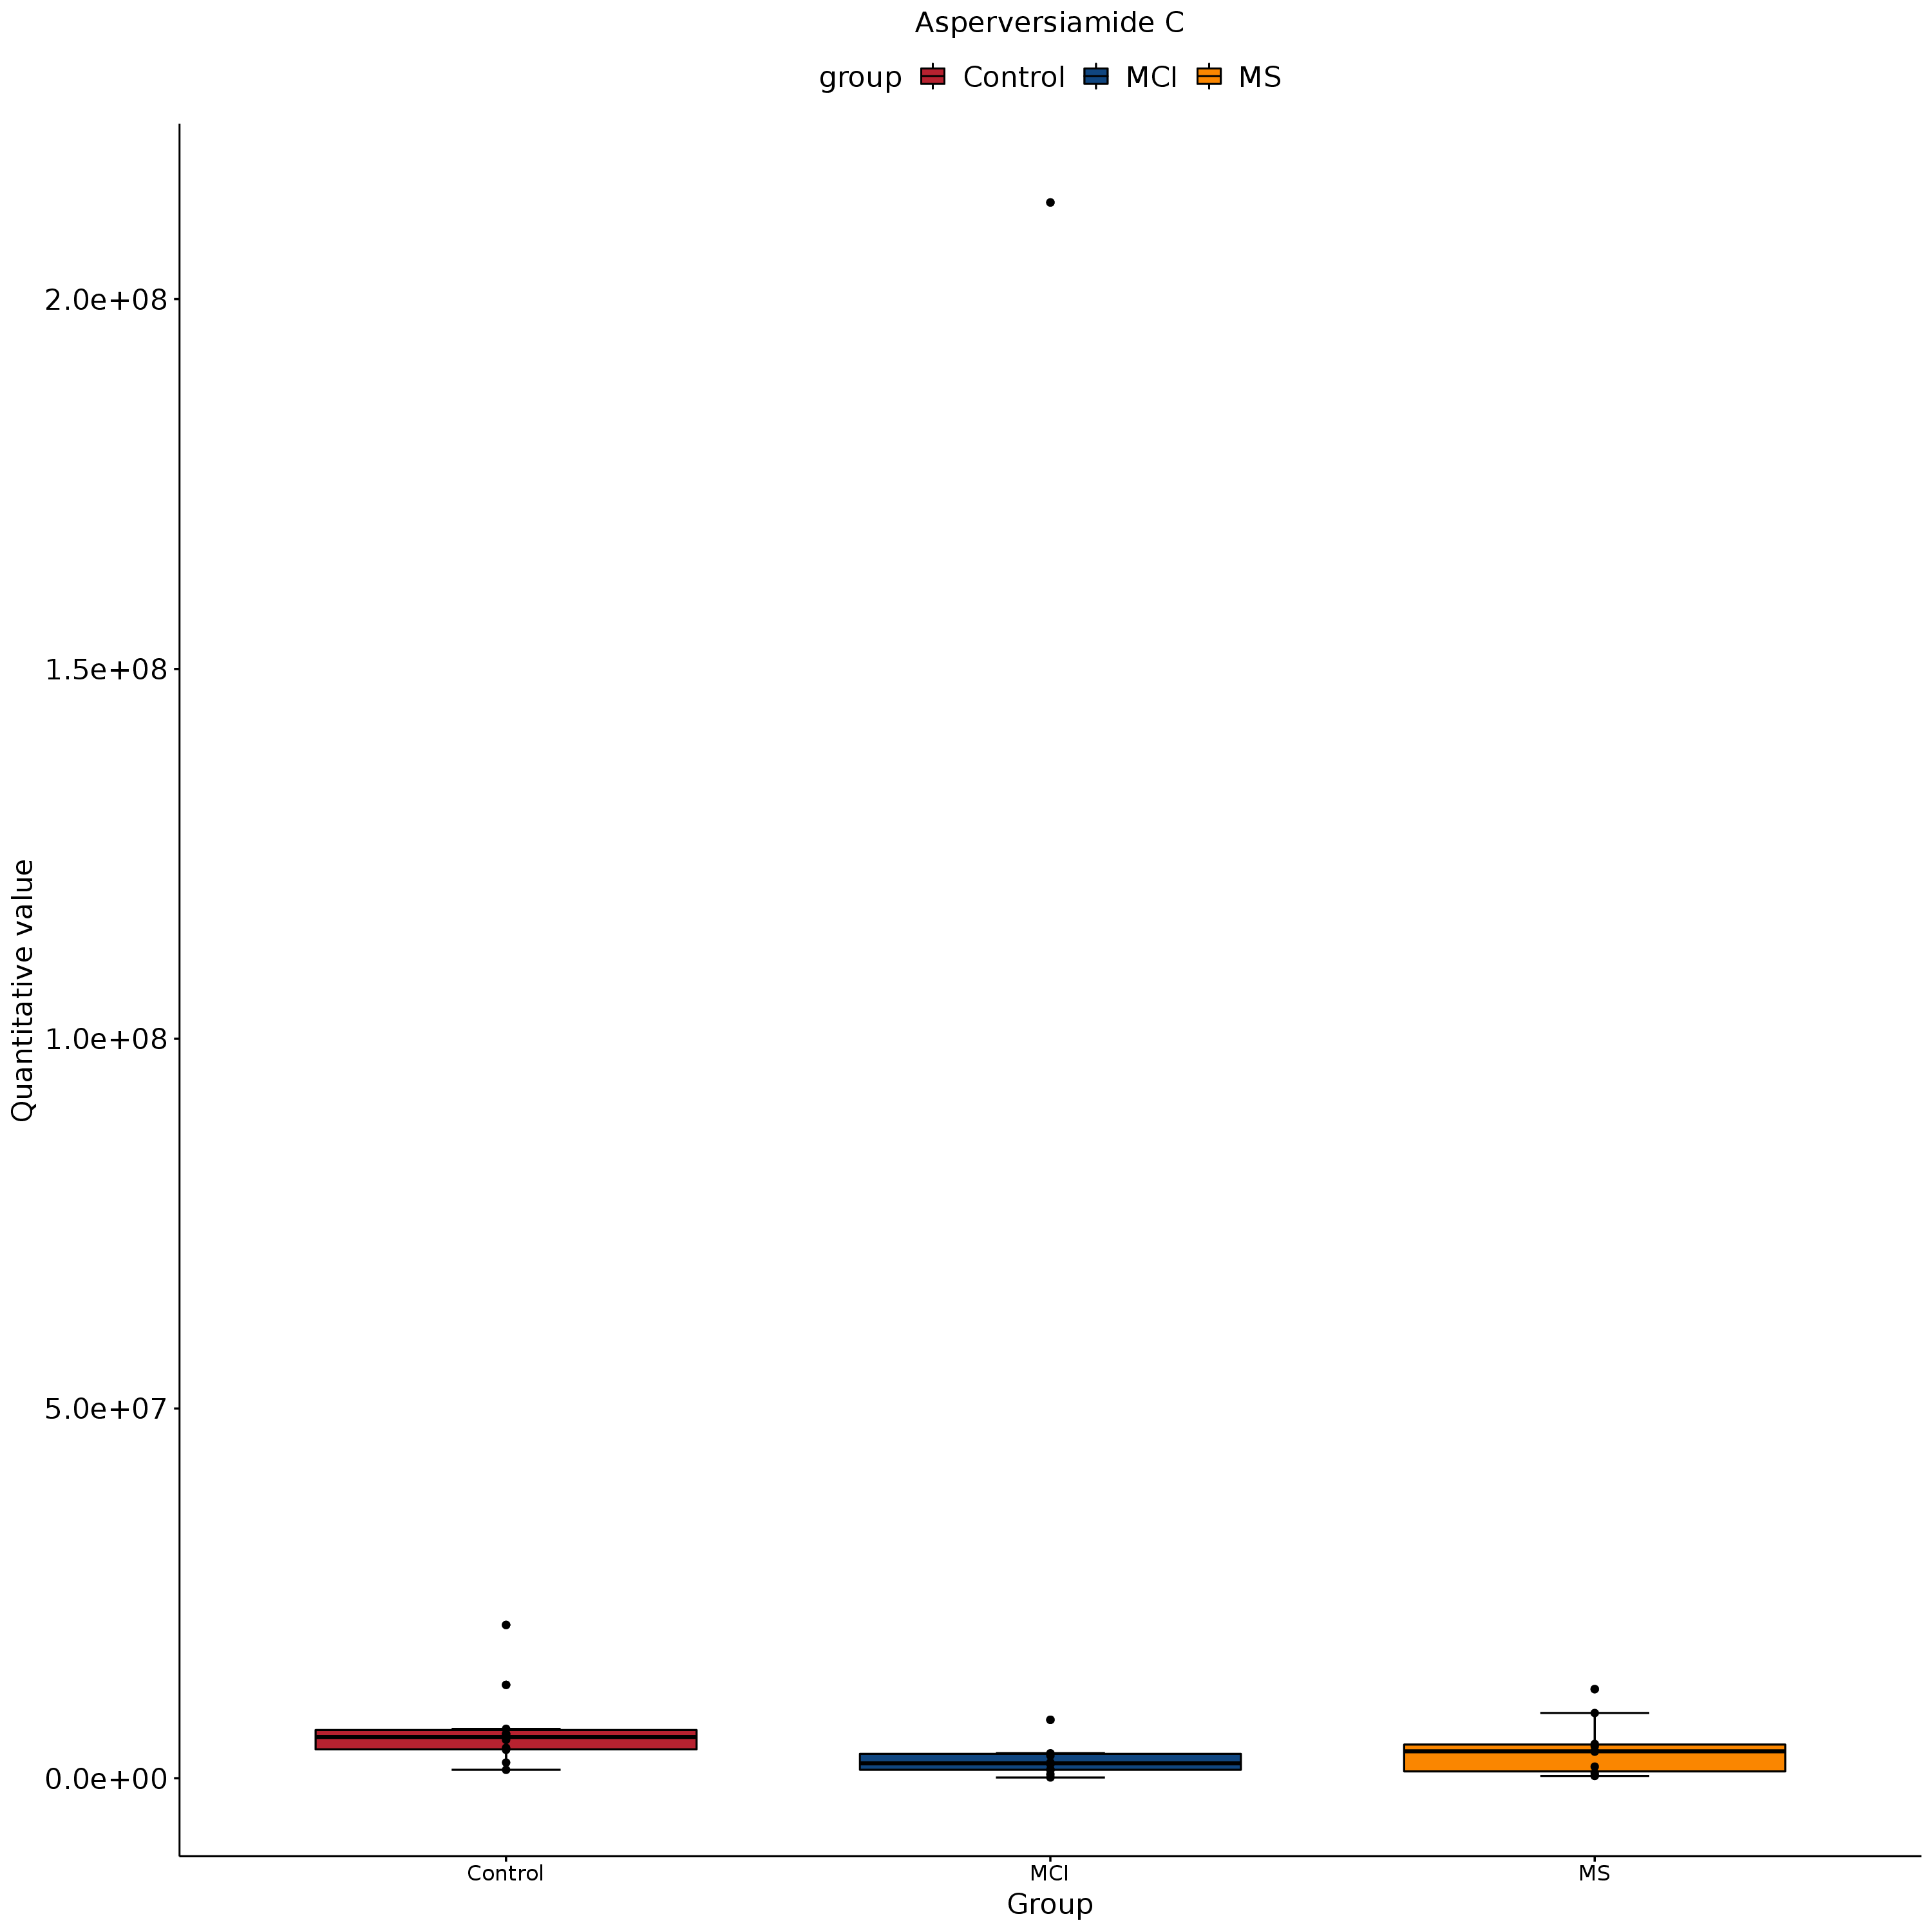 Asperversiamide C
group Control MCI MS
Quantitative value
2.0e+08
1.5e+08
1.0e+08
5.0e+07
0.0e+00
Control MCI MS
Group